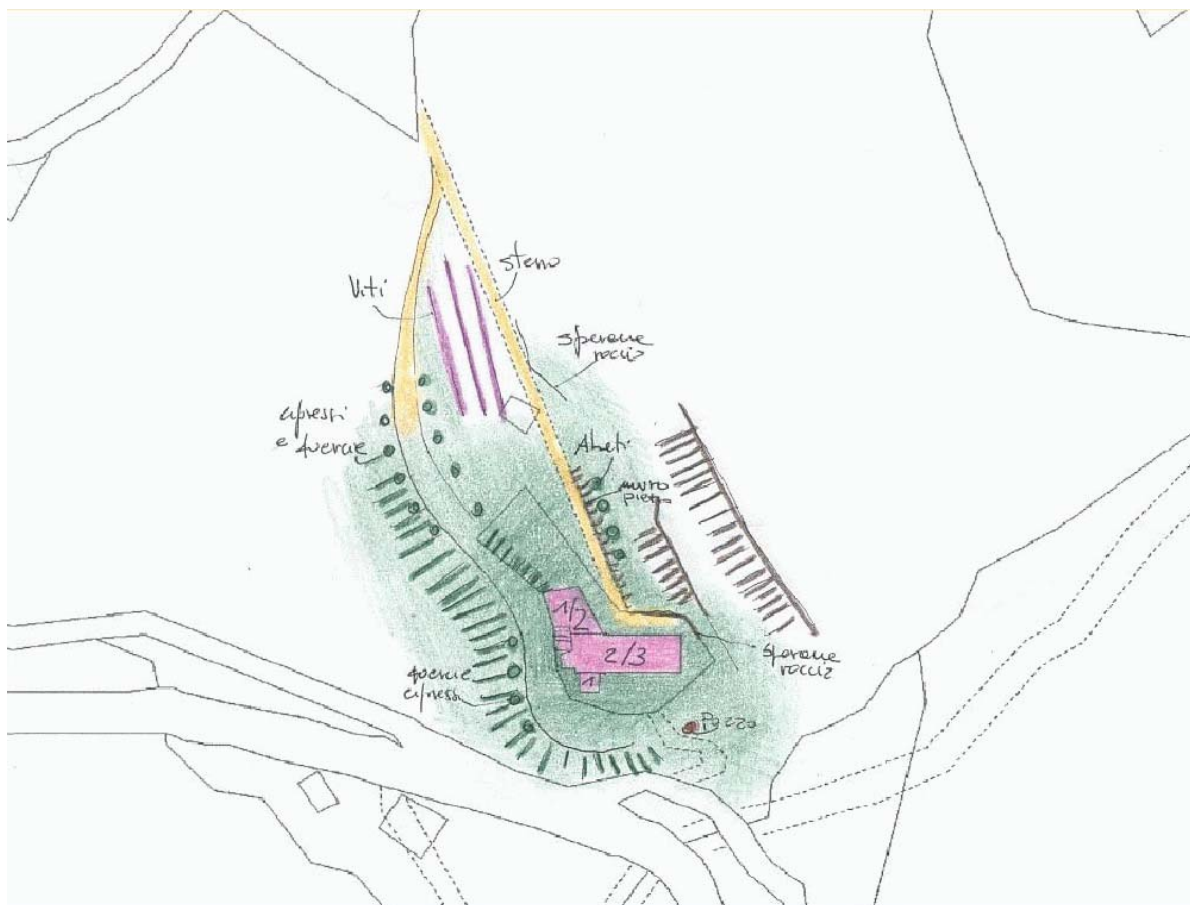 sterro
Viti
sperone
roccia
cipressi
e querce
Abeti
muro
pietra
1/2
2/3
1
sperone
roccia
querce
cipressi
Pozzo